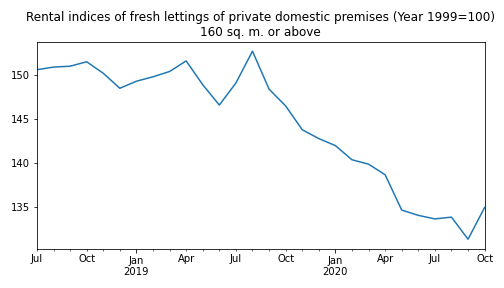 Rental indices of fresh lettings of private domestic premises (Year 1999=100)
160 sq. m. or above
150
145
140
135
Jul Oct Jan Apr Jul Oct Jan Apr Jul Oct
2019 2020